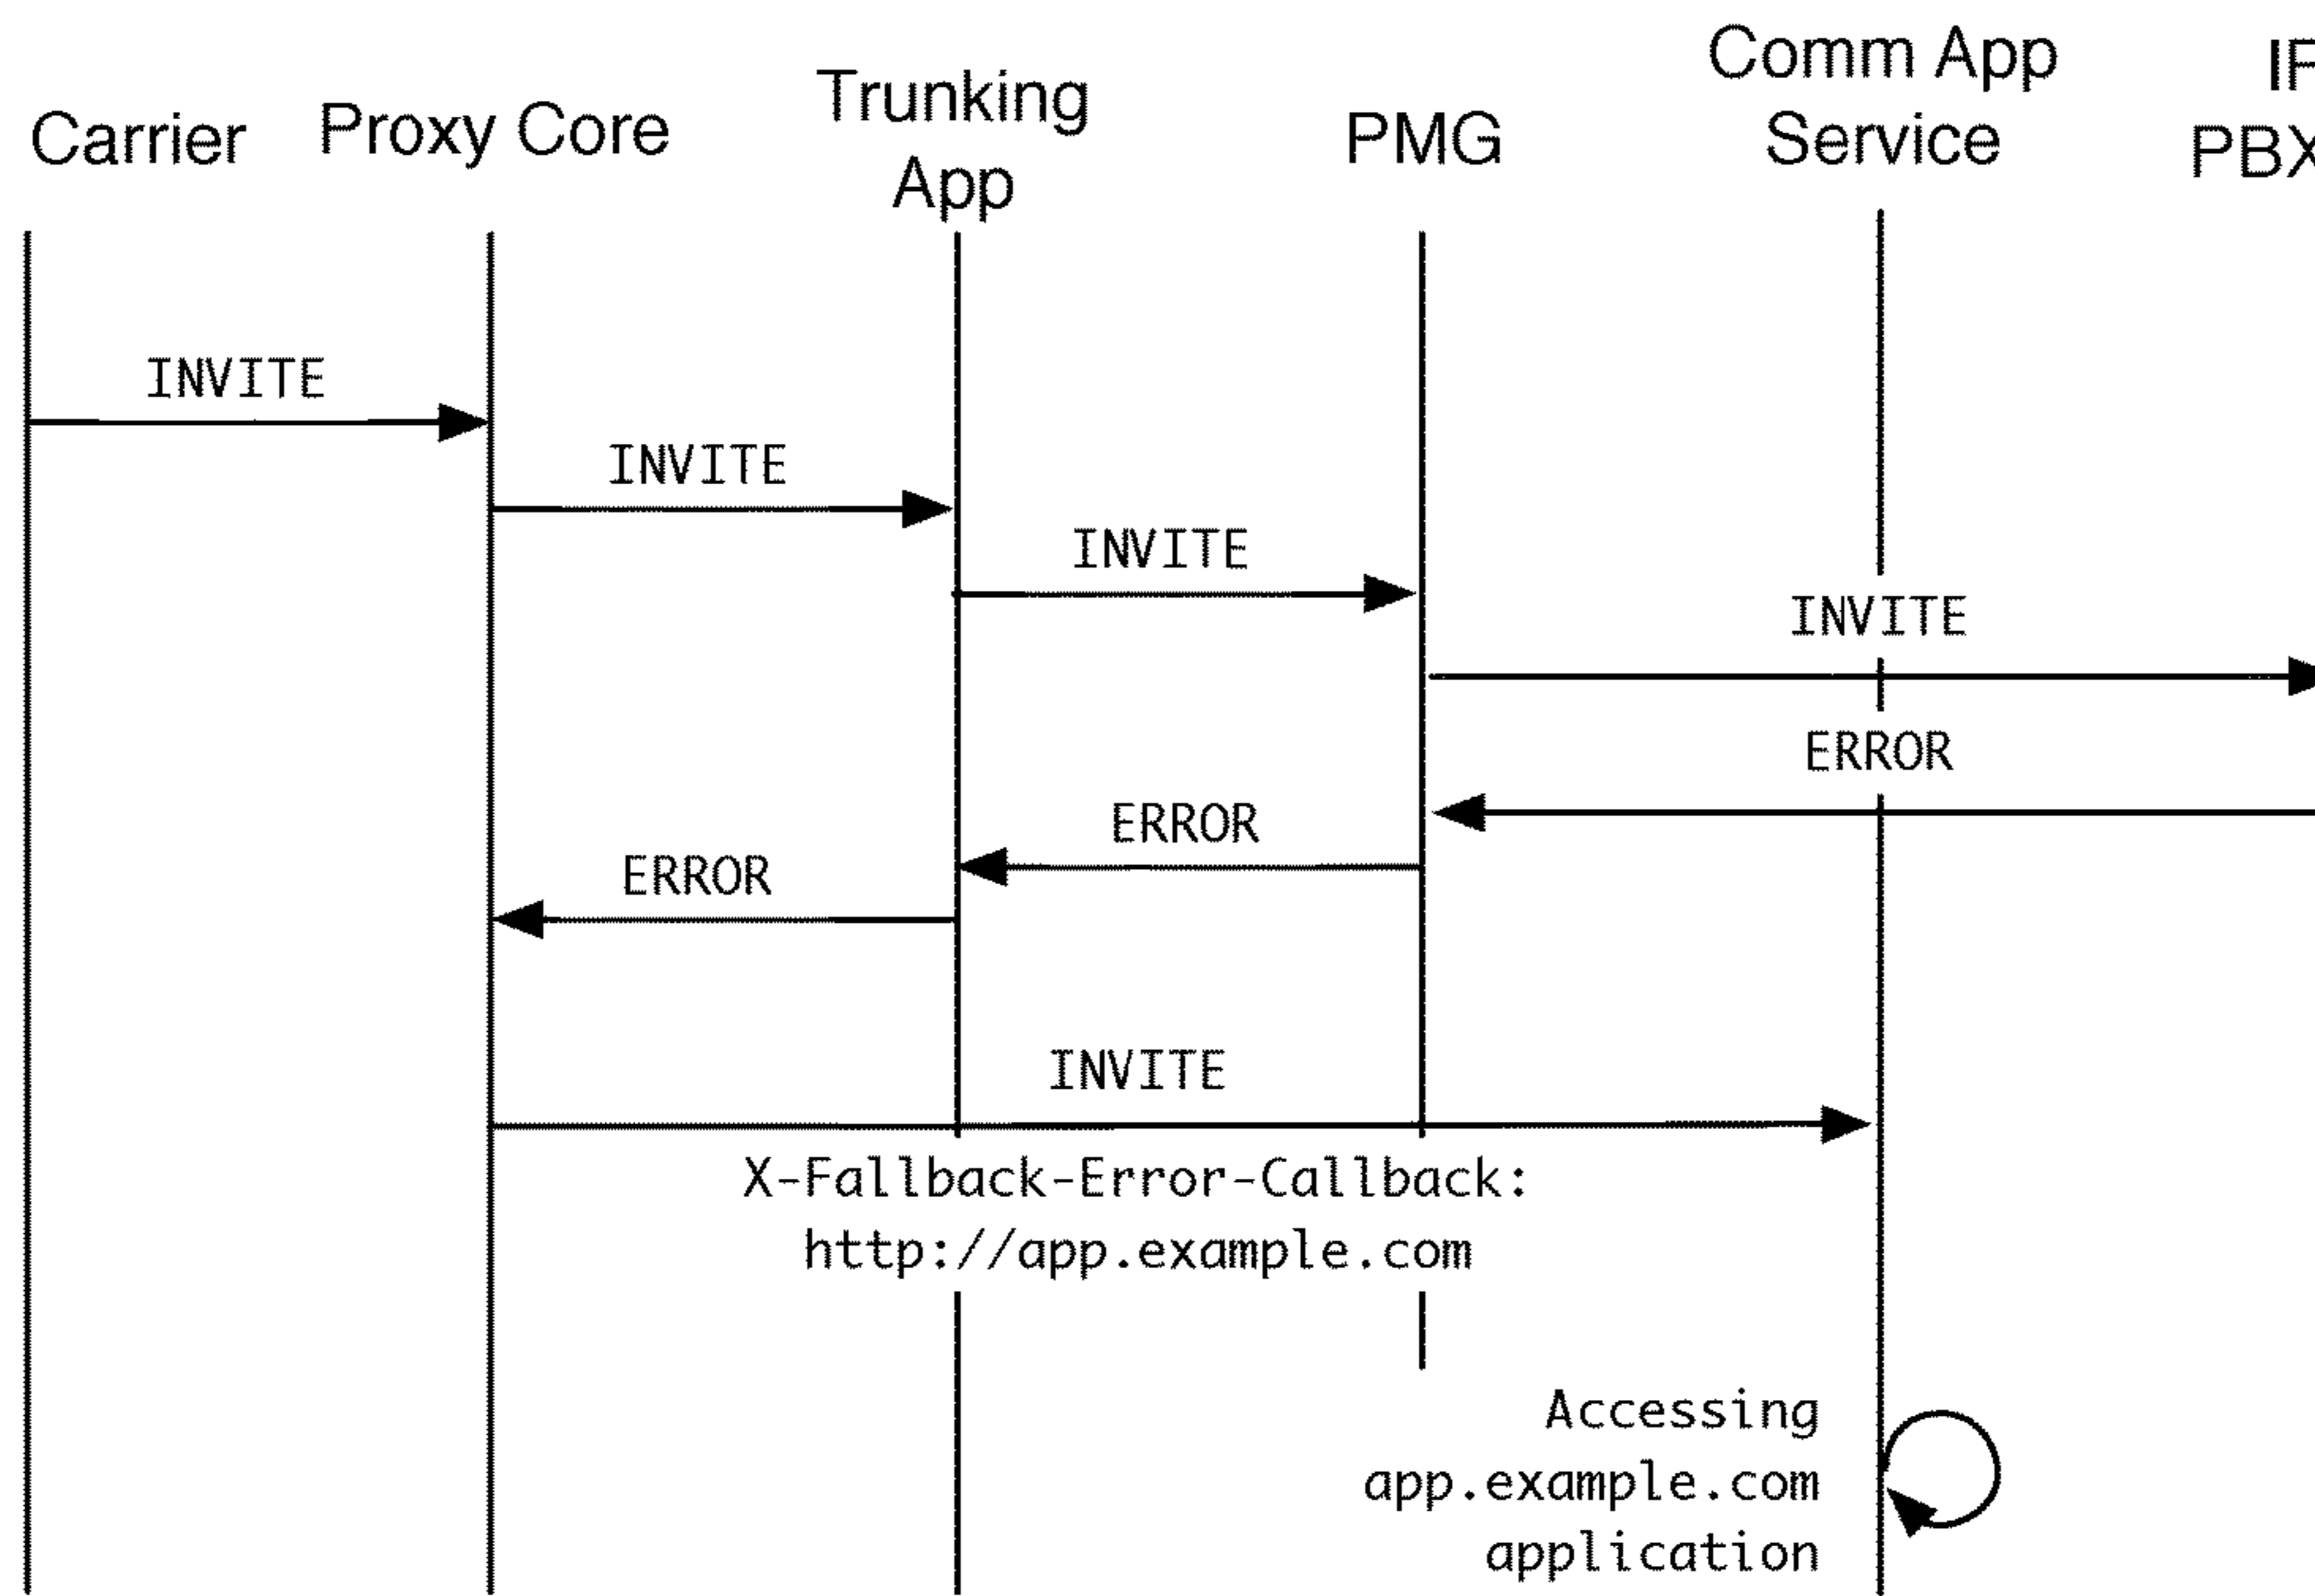 Carrier
Proxy Core
Trunking
App
PMG
Comm App
Service
INVITE
INVITE
INVITE
INVITE
ERROR
ERROR
ERROR
INVITE
X-Fallback-Error-Callback:
http://app.example.com
Accessing
app.example.com
application